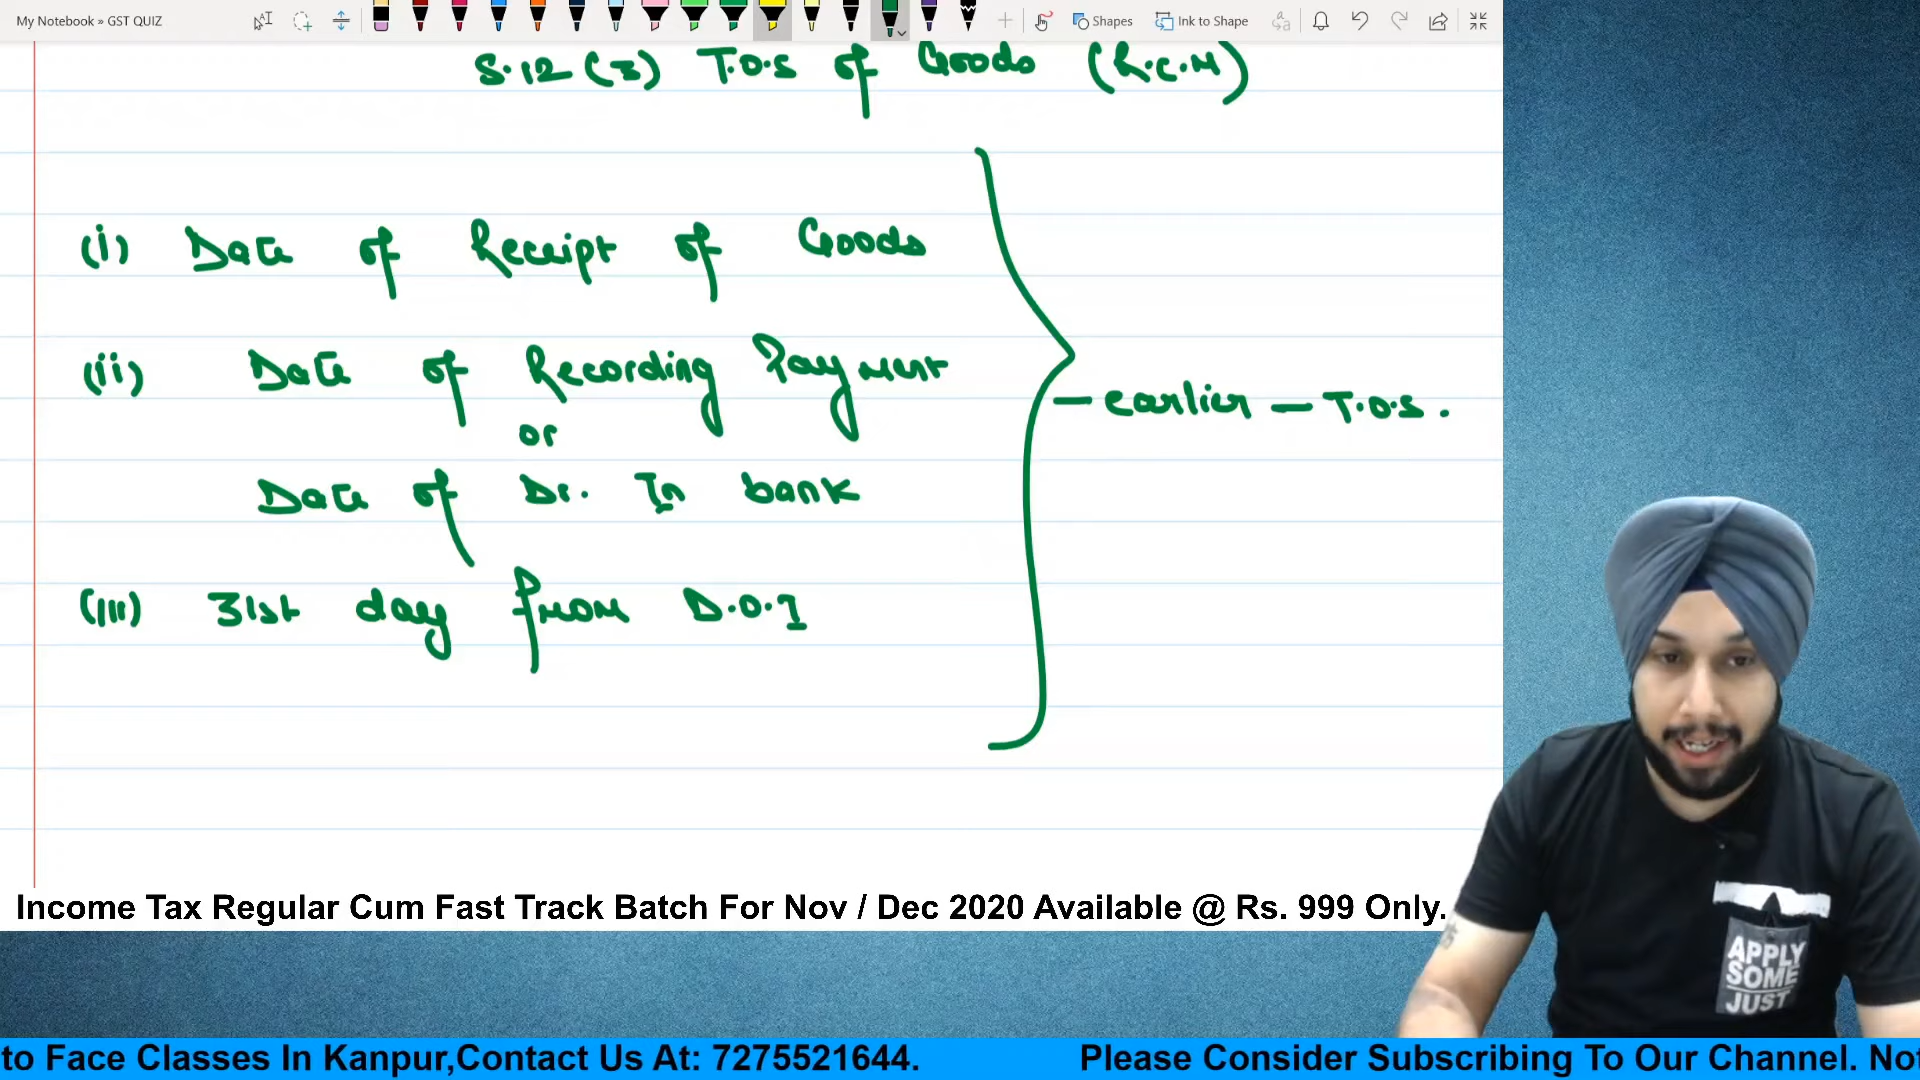 My Notebook » GST QUIZ
Shapes
Ink to Shape
S.12 (3) T.O.S of Goods (R.C.M)
(i) Date of Receipt of Goods
(ii) Date of Recording Payment
or
Date of Dr. In bank
(iii) 31st day from D.O.I
— earlier — T.O.S.
Income Tax Regular Cum Fast Track Batch For Nov / Dec 2020 Available @ Rs. 999 Only.
APPLY
SOME
JUST
to Face Classes In Kanpur,Contact Us At: 7275521644. Please Consider Subscribing To Our Channel. Not